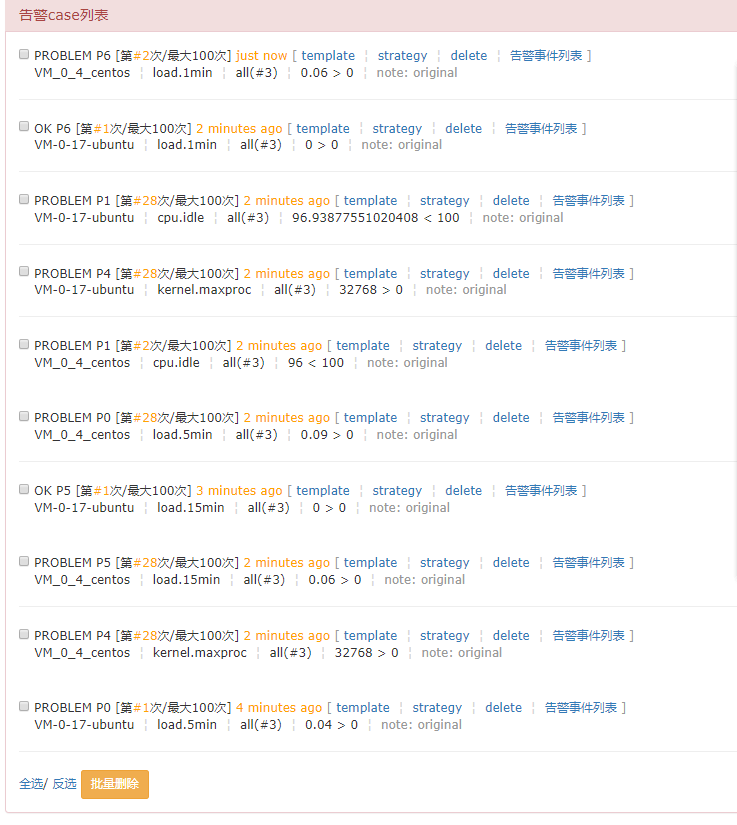 告警case列表
PROBLEM P6 [第#2次/最大100次] just now [ template ¦ strategy ¦ delete ¦ 告警事件列表 ]
VM_0_4_centos ¦ load.1min ¦ all(#3) ¦ 0.06 > 0 ¦ note: original
OK P6 [第#1次/最大100次] 2 minutes ago [ template ¦ strategy ¦ delete ¦ 告警事件列表 ]
VM-0-17-ubuntu ¦ load.1min ¦ all(#3) ¦ 0 > 0 ¦ note: original
PROBLEM P1 [第#28次/最大100次] 2 minutes ago [ template ¦ strategy ¦ delete ¦ 告警事件列表 ]
VM-0-17-ubuntu ¦ cpu.idle ¦ all(#3) ¦ 96.93877551020408 < 100 ¦ note: original
PROBLEM P4 [第#28次/最大100次] 2 minutes ago [ template ¦ strategy ¦ delete ¦ 告警事件列表 ]
VM-0-17-ubuntu ¦ kernel.maxproc ¦ all(#3) ¦ 32768 > 0 ¦ note: original
PROBLEM P1 [第#2次/最大100次] 2 minutes ago [ template ¦ strategy ¦ delete ¦ 告警事件列表 ]
VM_0_4_centos ¦ cpu.idle ¦ all(#3) ¦ 96 < 100 ¦ note: original
PROBLEM P0 [第#28次/最大100次] 2 minutes ago [ template ¦ strategy ¦ delete ¦ 告警事件列表 ]
VM_0_4_centos ¦ load.5min ¦ all(#3) ¦ 0.09 > 0 ¦ note: original
OK P5 [第#1次/最大100次] 3 minutes ago [ template ¦ strategy ¦ delete ¦ 告警事件列表 ]
VM-0-17-ubuntu ¦ load.15min ¦ all(#3) ¦ 0 > 0 ¦ note: original
PROBLEM P5 [第#28次/最大100次] 2 minutes ago [ template ¦ strategy ¦ delete ¦ 告警事件列表 ]
VM_0_4_centos ¦ load.15min ¦ all(#3) ¦ 0.06 > 0 ¦ note: original
PROBLEM P4 [第#28次/最大100次] 2 minutes ago [ template ¦ strategy ¦ delete ¦ 告警事件列表 ]
VM_0_4_centos ¦ kernel.maxproc ¦ all(#3) ¦ 32768 > 0 ¦ note: original
PROBLEM P0 [第#1次/最大100次] 4 minutes ago [ template ¦ strategy ¦ delete ¦ 告警事件列表 ]
VM-0-17-ubuntu ¦ load.5min ¦ all(#3) ¦ 0.04 > 0 ¦ note: original
全选/ 反选 批量删除